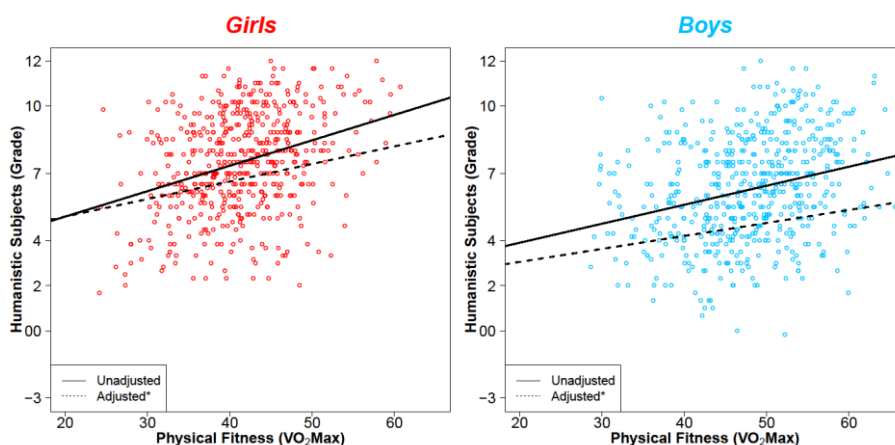 Girls
Boys
Humanistic Subjects (Grade)
12
10
7
4
2
00
−3
Unadjusted
Adjusted*
20 30 40 50 60
Physical Fitness (VO₂Max)
Humanistic Subjects (Grade)
12
10
7
4
2
00
−3
Unadjusted
Adjusted*
20 30 40 50 60
Physical Fitness (VO₂Max)